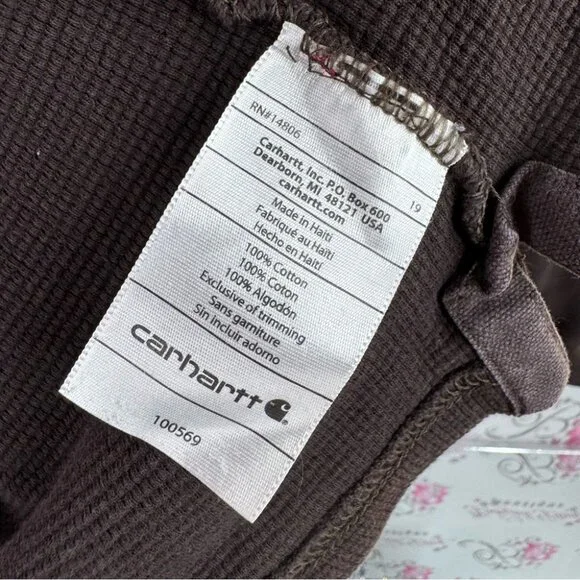 RN#14806
19
Carhartt, Inc. P.O. Box 600
Dearborn, MI 48121 USA
carhartt.com
Made in Haiti
Fabriqué au Haïti
Hecho en Haití
100% Cotton
100% Coton
100% Algodón
Exclusive of trimming
Sans garniture
Sin incluir adorno
carhartt
100569